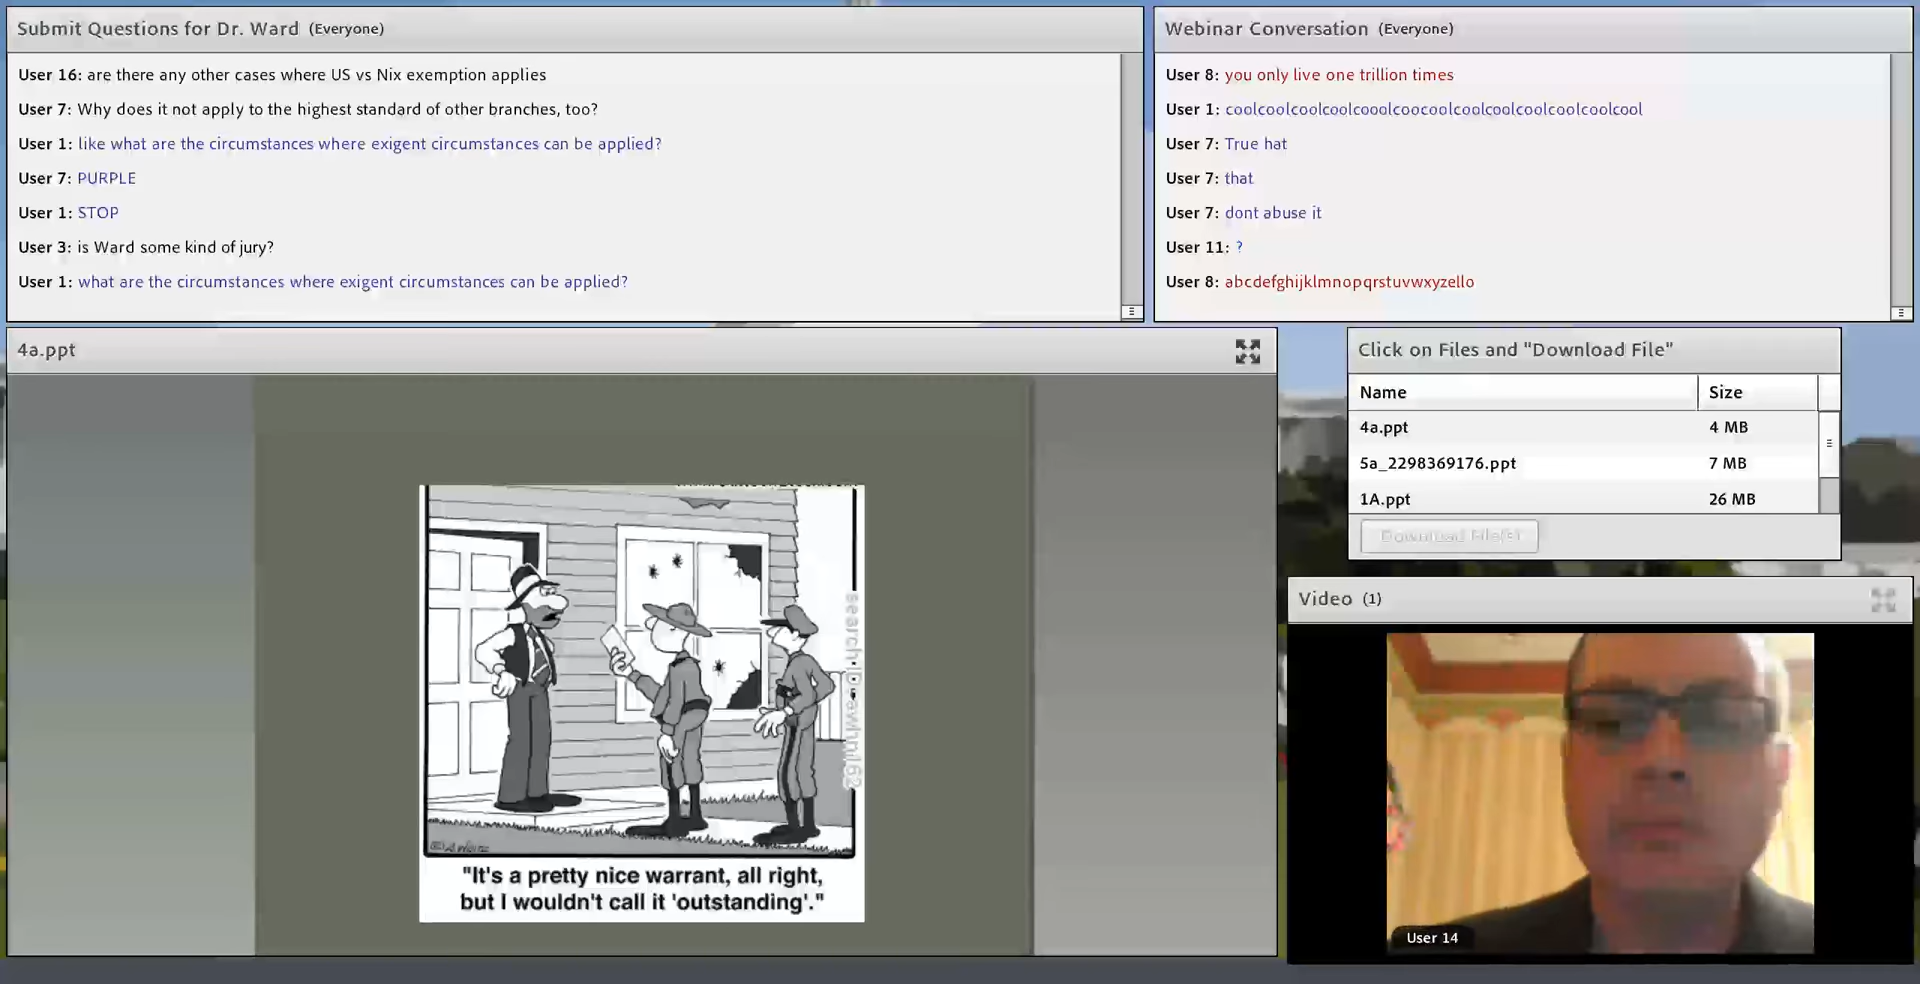 Submit Questions for Dr. Ward (Everyone)
User 16: are there any other cases where US vs Nix exemption applies
User 7: Why does it not apply to the highest standard of other branches, too?
User 1: like what are the circumstances where exigent circumstances can be applied?
User 7: PURPLE
User 1: STOP
User 3: is Ward some kind of jury?
User 1: what are the circumstances where exigent circumstances can be applied?
Webinar Conversation (Everyone)
User 8: you only live one trillion times
User 1: coolcoolcoolcoolcooolcoocoolcoolcoolcoolcoolcoolcool
User 7: True hat
User 7: that
User 7: dont abuse it
User 11: ?
User 8: abcdefghijklmnopqrstuvwxyzello
4a.ppt
"It's a pretty nice warrant, all right,
but I wouldn't call it 'outstanding'."
Click on Files and "Download File"
Name Size
4a.ppt 4 MB
5a_2298369176.ppt 7 MB
1A.ppt 26 MB
Download File(s)
Video (1)
User 14